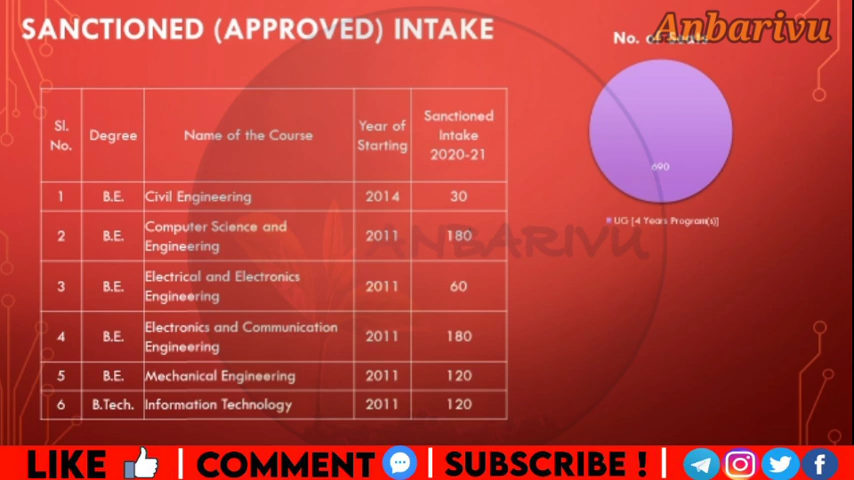 SANCTIONED (APPROVED) INTAKE
Anbarivu
No. of Seats
Sl. No. Degree Name of the Course Year of Starting Sanctioned Intake 2020-21
1 B.E. Civil Engineering 2014 30
2 B.E. Computer Science and Engineering 2011 180
3 B.E. Electrical and Electronics Engineering 2011 60
4 B.E. Electronics and Communication Engineering 2011 180
5 B.E. Mechanical Engineering 2011 120
6 B.Tech. Information Technology 2011 120
690
UG [4 Years Program(s)]
ANBARIVU
LIKE | COMMENT | SUBSCRIBE ! |